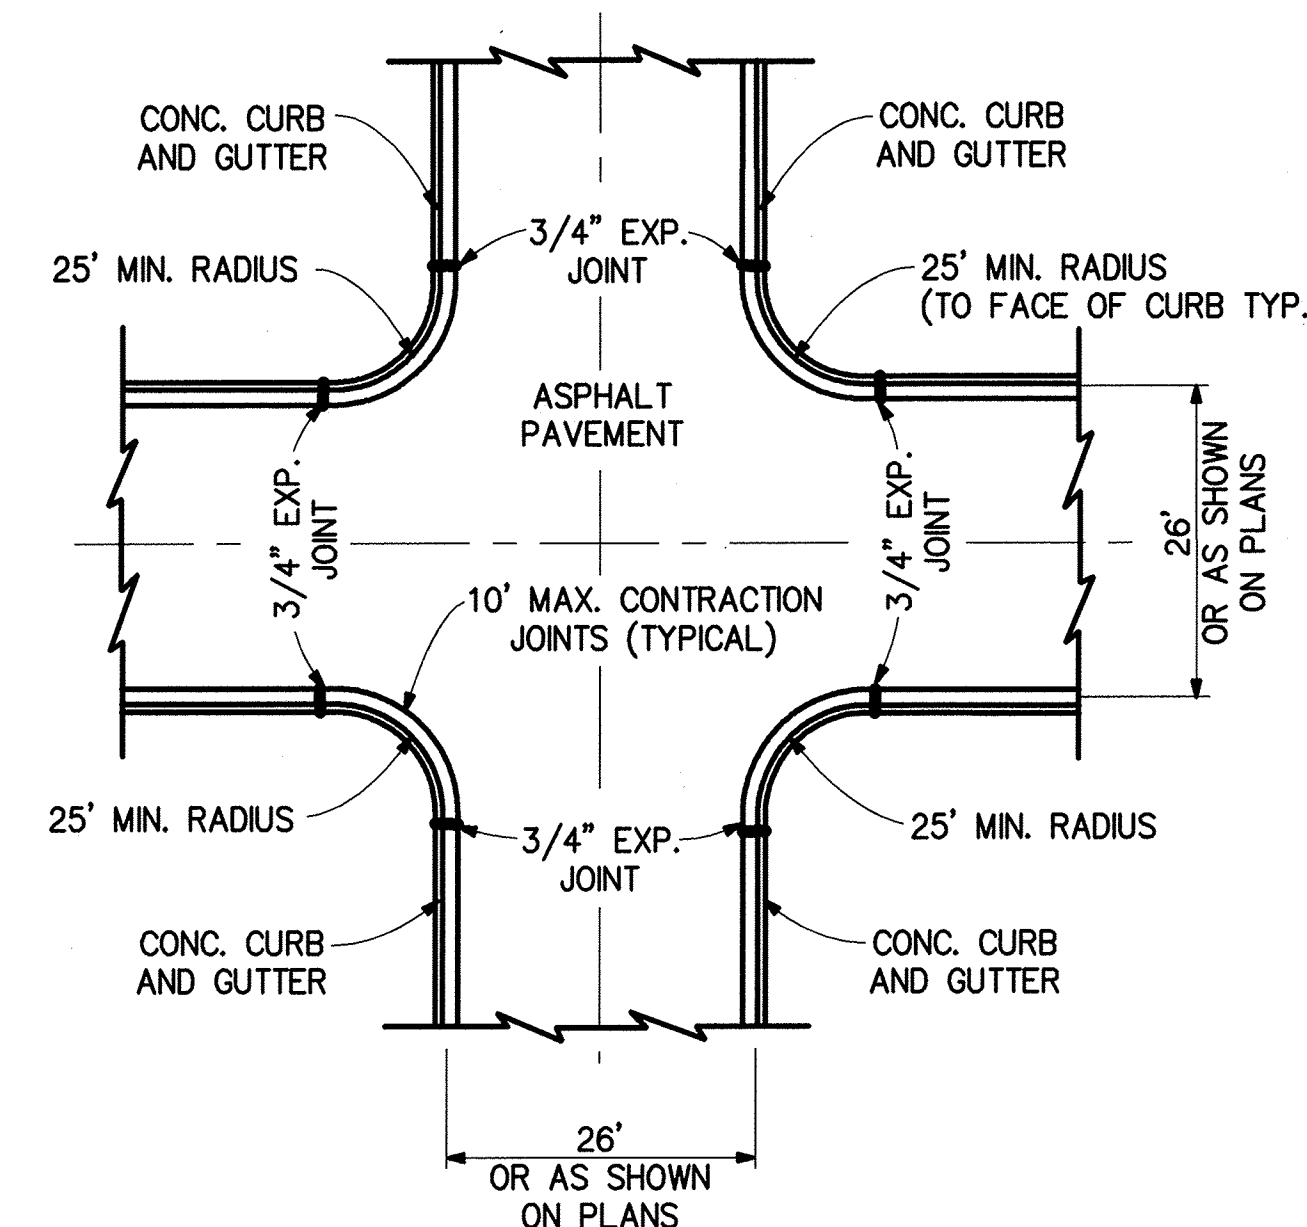 CONC. CURB
AND GUTTER
CONC. CURB
AND GUTTER
3/4" EXP.
JOINT
25' MIN. RADIUS
25' MIN. RADIUS
(TO FACE OF CURB TYP.
ASPHALT
PAVEMENT
3/4" EXP.
JOINT
3/4" EXP.
JOINT
26'
OR AS SHOWN
ON PLANS
10' MAX. CONTRACTION
JOINTS (TYPICAL)
25' MIN. RADIUS
3/4" EXP.
JOINT
25' MIN. RADIUS
CONC. CURB
AND GUTTER
CONC. CURB
AND GUTTER
26'
OR AS SHOWN
ON PLANS